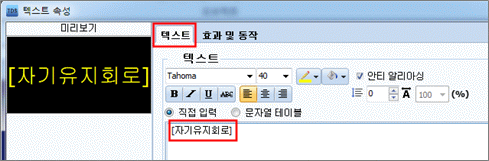 텍스트 속성
미리보기
[자기유지회로]
텍스트 효과 및 동작
텍스트
Tahoma 40 안티 알리아싱
B I U ABC 0 A 100 (%)
직접 입력 문자열 테이블
[자기유지회로]